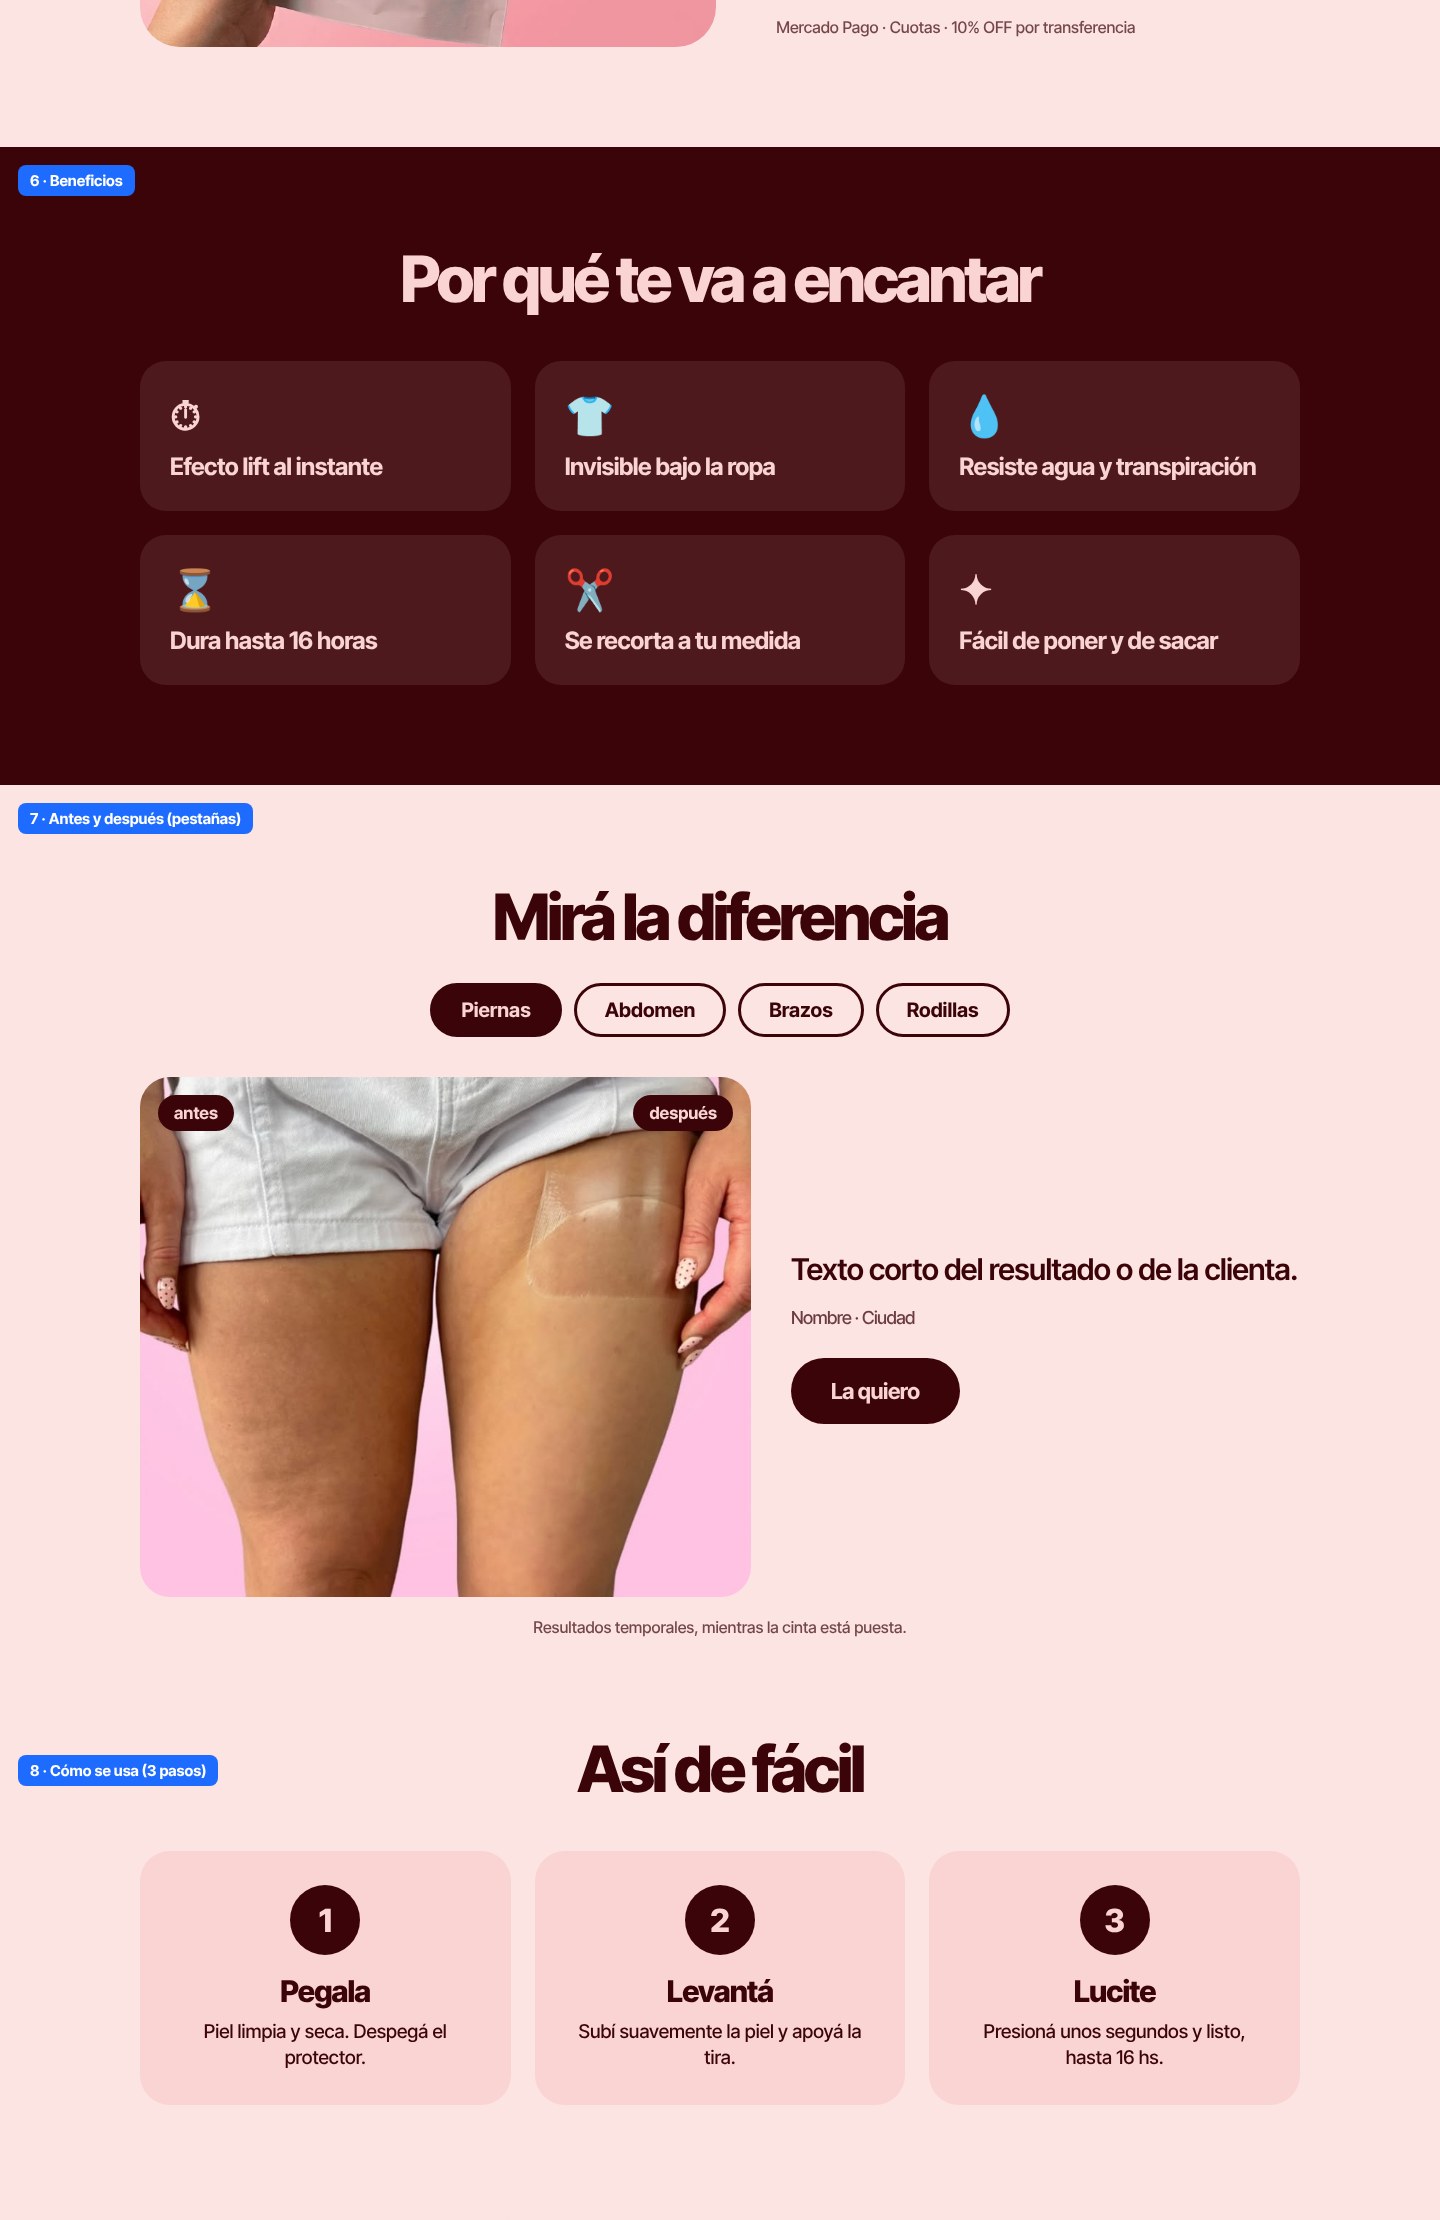 Mercado Pago · Cuotas · 10% OFF por transferencia
6 · Beneficios
Por qué te va a encantar
Efecto lift al instante
Invisible bajo la ropa
Resiste agua y transpiración
Dura hasta 16 horas
Se recorta a tu medida
Fácil de poner y de sacar
7 · Antes y después (pestañas)
Mirá la diferencia
Piernas
Abdomen
Brazos
Rodillas
antes
después
Texto corto del resultado o de la clienta.
Nombre · Ciudad
La quiero
Resultados temporales, mientras la cinta está puesta.
8 · Cómo se usa (3 pasos)
Así de fácil
1
Pegala
Piel limpia y seca. Despegá el
protector.
2
Levantá
Subí suavemente la piel y apoyá la
tira.
3
Lucite
Presioná unos segundos y listo,
hasta 16 hs.